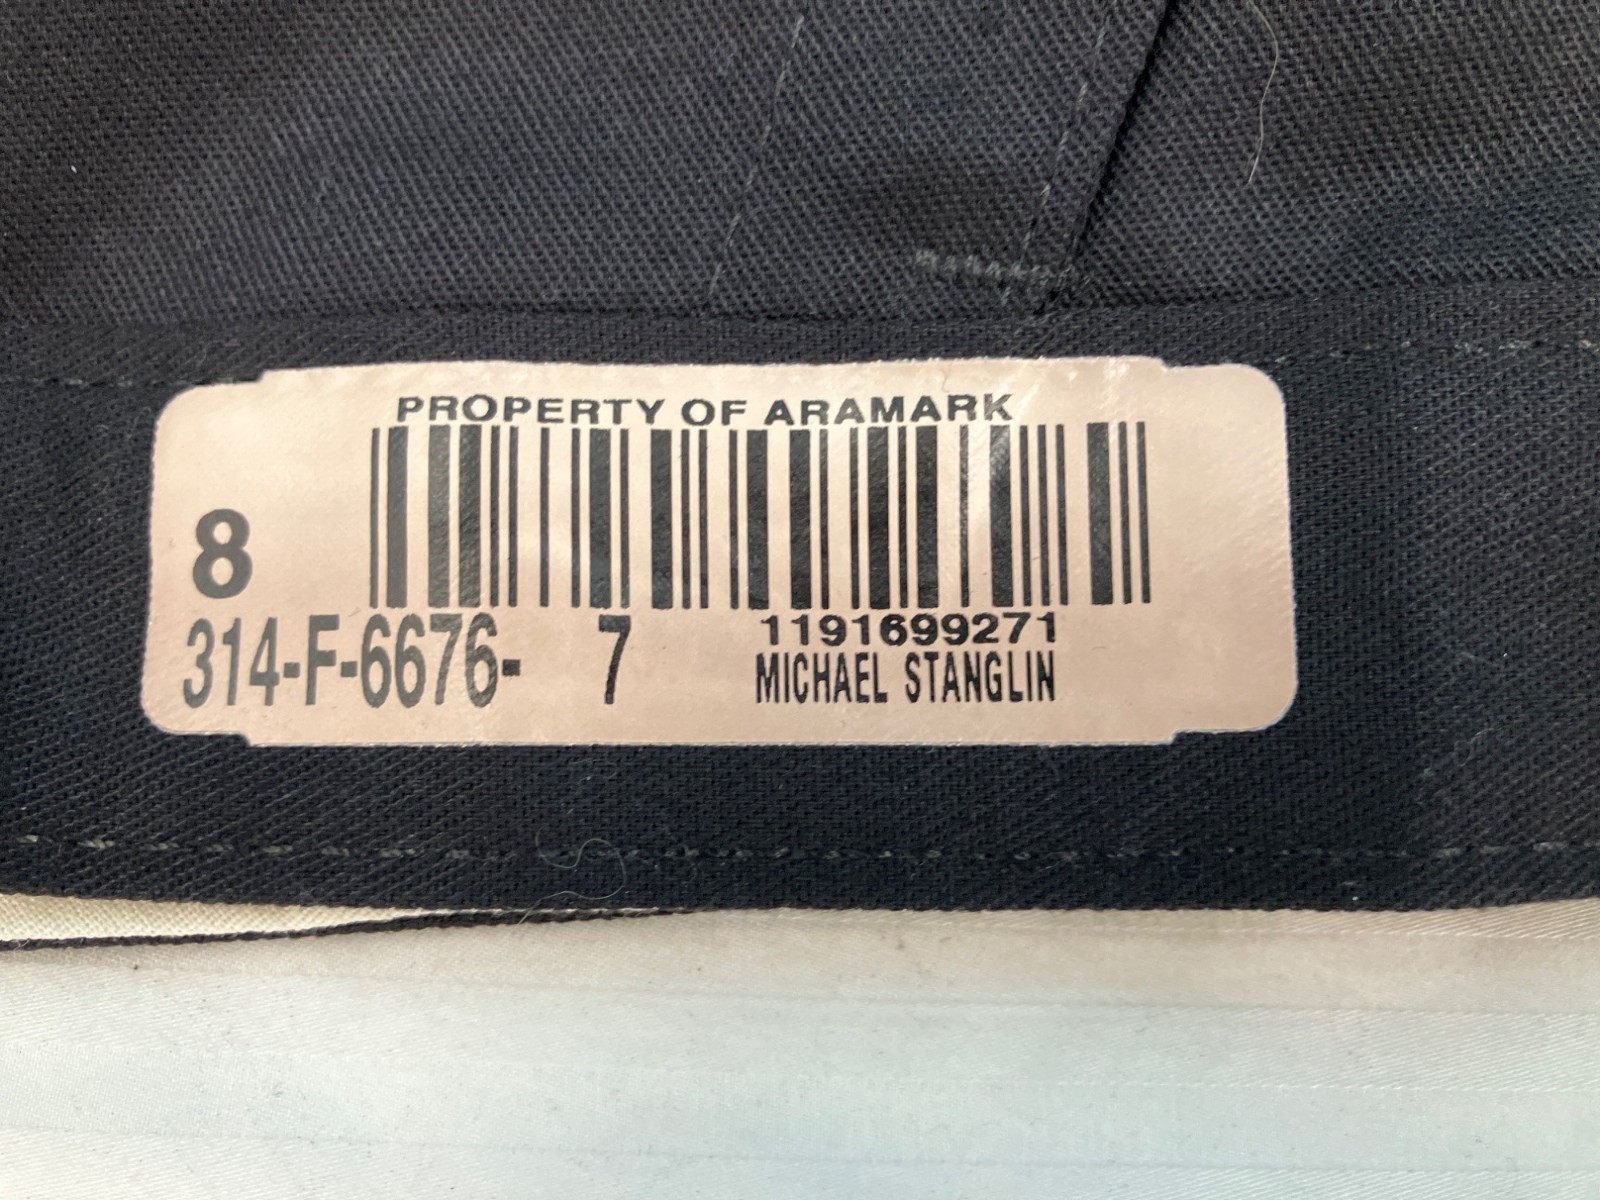 PROPERTY OF ARAMARK
8
1191699271
314-F-6676- 7
MICHAEL STANGLIN